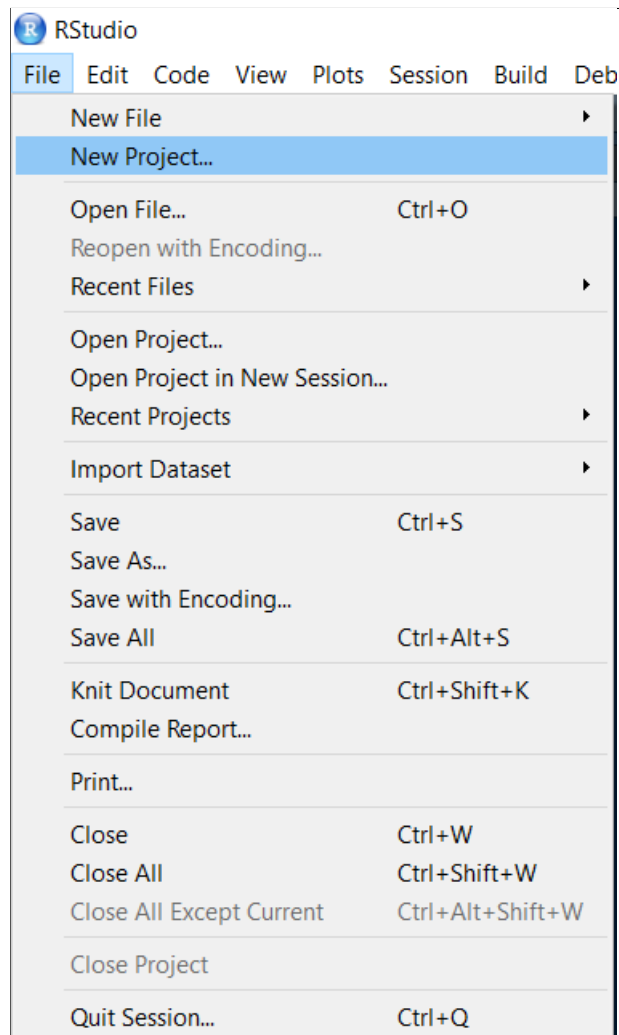 R RStudio
File Edit Code View Plots Session Build Deb
New File
New Project...
Open File... Ctrl+O
Reopen with Encoding...
Recent Files
Open Project...
Open Project in New Session...
Recent Projects
Import Dataset
Save Ctrl+S
Save As...
Save with Encoding...
Save All Ctrl+Alt+S
Knit Document Ctrl+Shift+K
Compile Report...
Print...
Close Ctrl+W
Close All Ctrl+Shift+W
Close All Except Current Ctrl+Alt+Shift+W
Close Project
Quit Session... Ctrl+Q